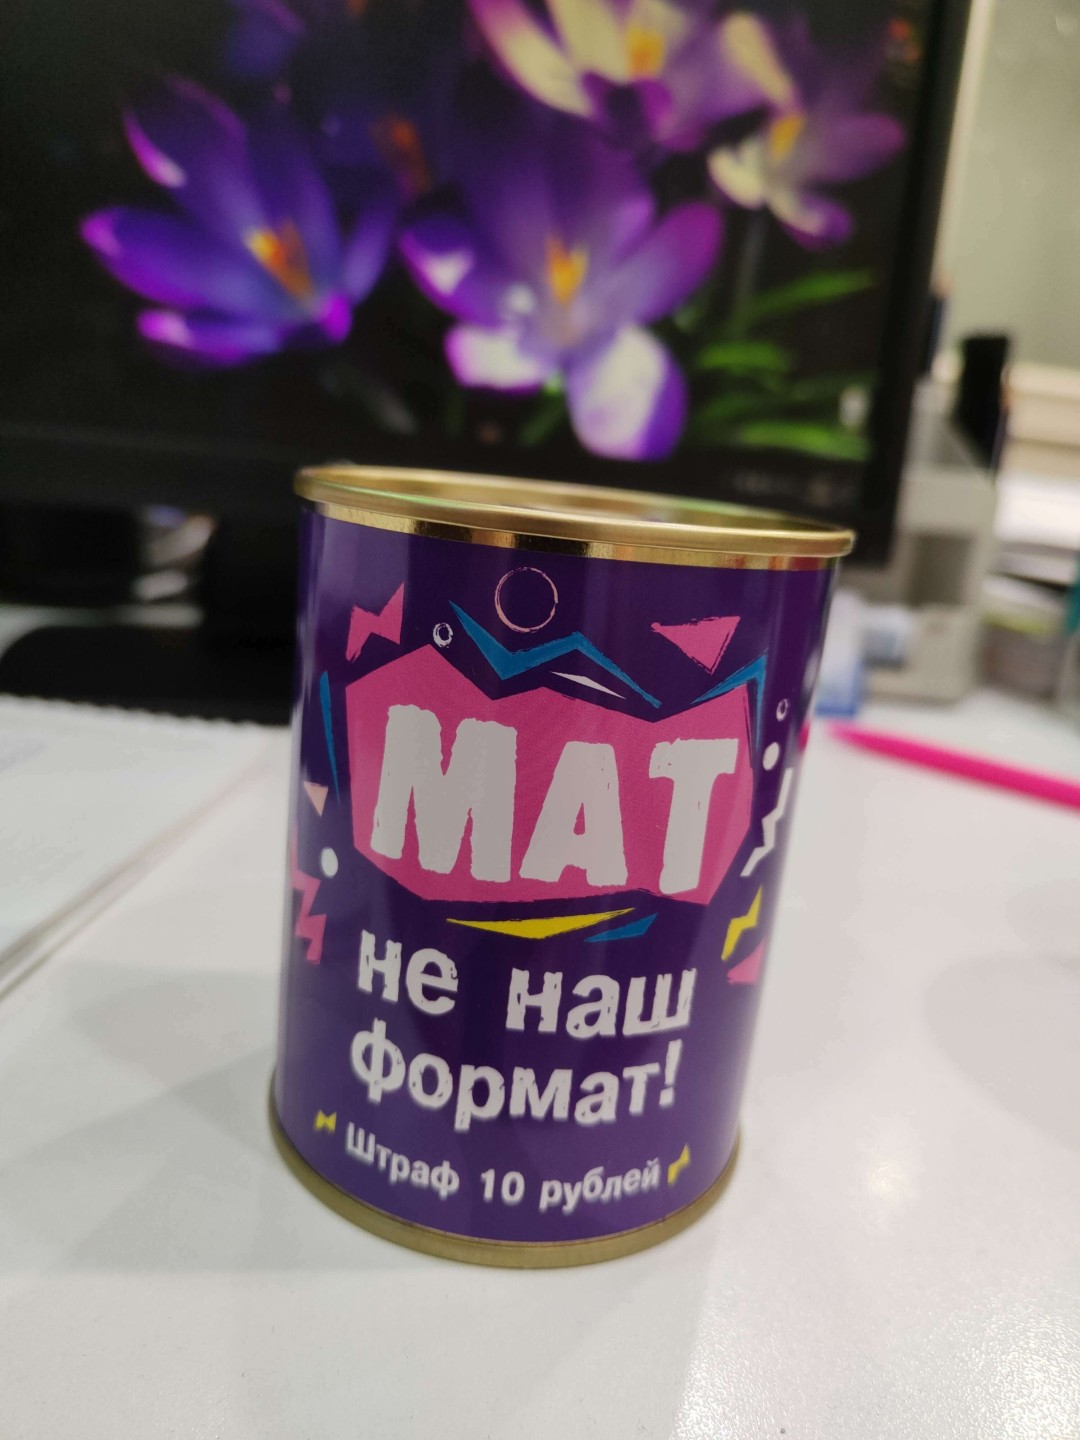 МАТ
не наш
формат!
Штраф 10 рублей